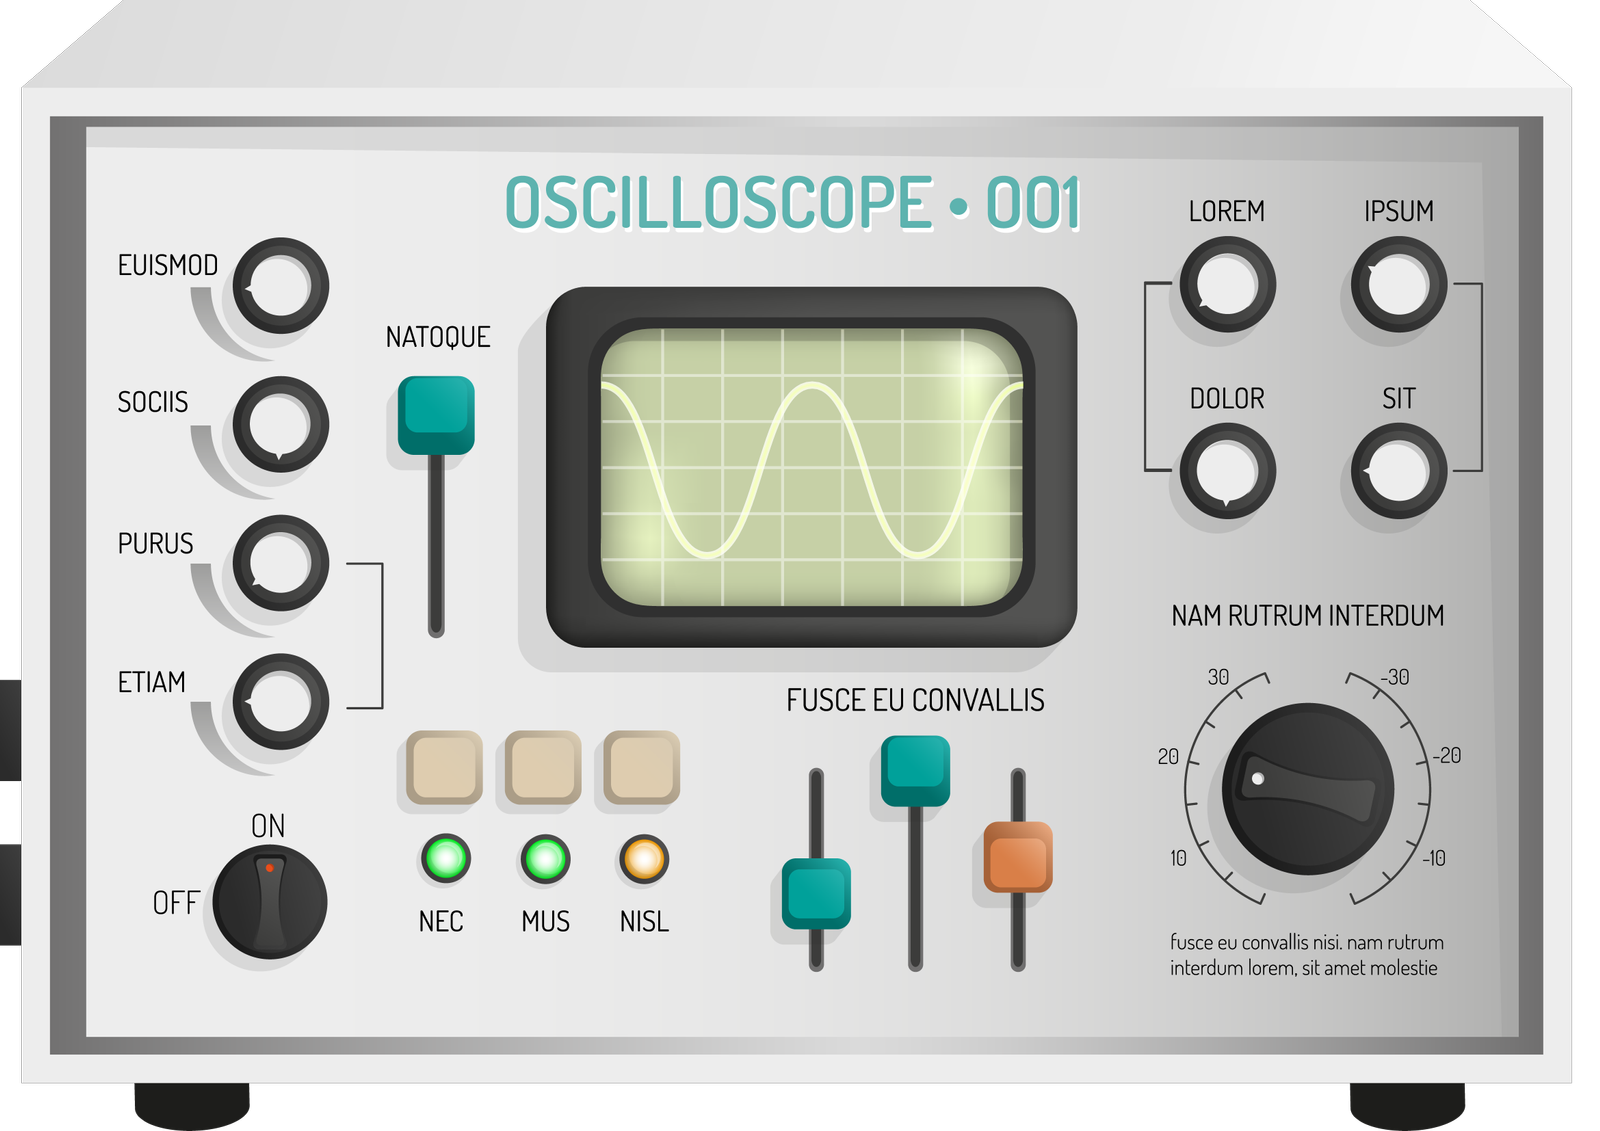 OSCILLOSCOPE • 001
EUISMOD
SOCIIS
PURUS
ETIAM
ON
OFF
NATOQUE
NEC
MUS
NISL
FUSCE EU CONVALLIS
LOREM
IPSUM
DOLOR
SIT
NAM RUTRUM INTERDUM
30
-30
20
-20
10
-10
fusce eu convallis nisi. nam rutrum
interdum lorem, sit amet molestie